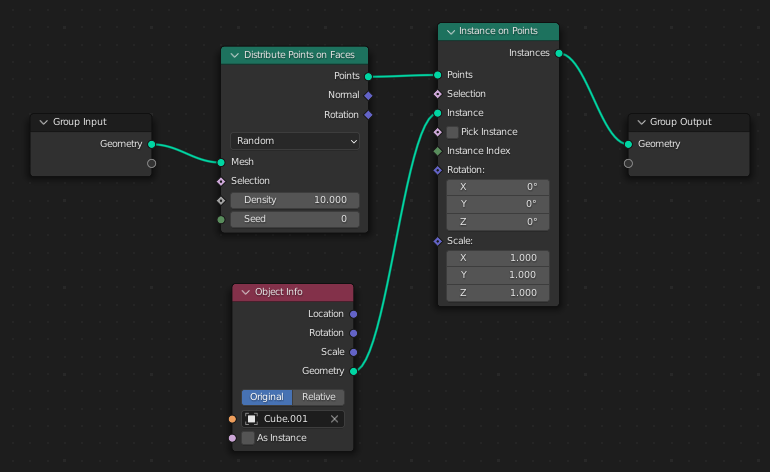 Group Input
Geometry
Distribute Points on Faces
Points
Normal
Rotation
Random
Mesh
Selection
Density 10.000
Seed 0
Object Info
Location
Rotation
Scale
Geometry
Original Relative
Cube.001
As Instance
Instance on Points
Instances
Points
Selection
Instance
Pick Instance
Instance Index
Rotation:
X 0°
Y 0°
Z 0°
Scale:
X 1.000
Y 1.000
Z 1.000
Group Output
Geometry